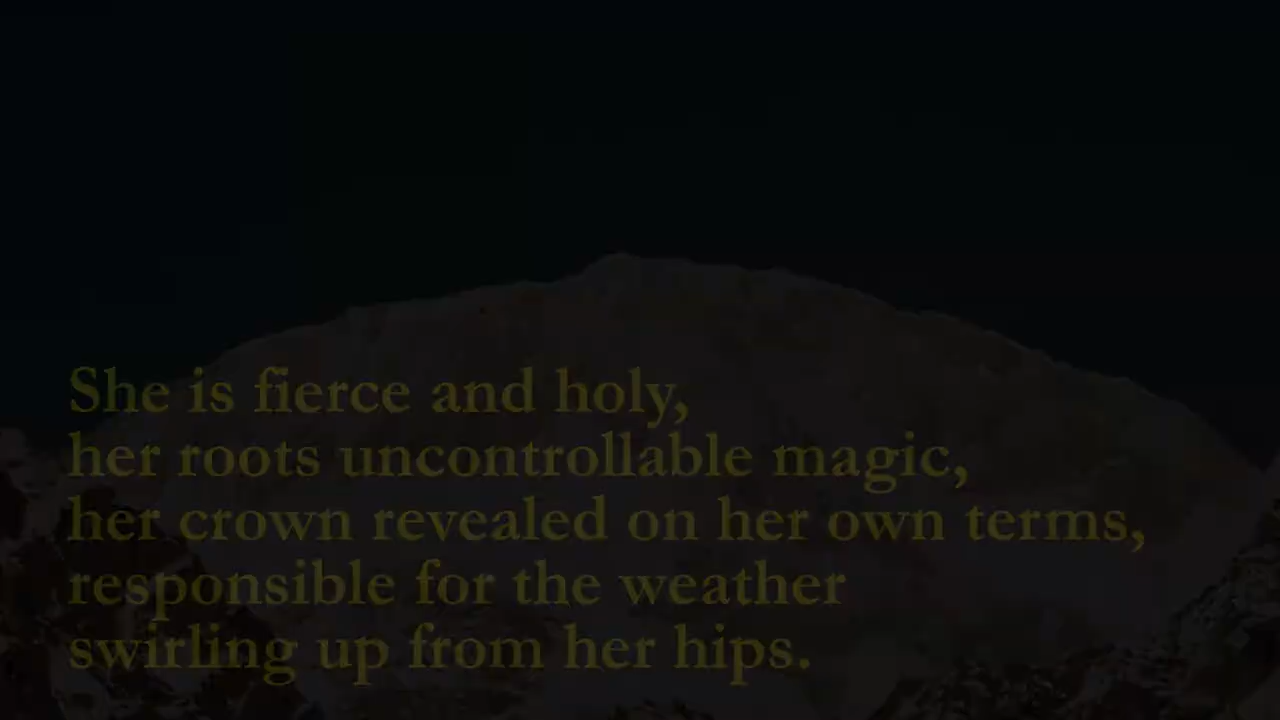 She is fierce and holy,
her roots uncontrollable magic,
her crown revealed on her own terms,
responsible for the weather
swirling up from her hips.